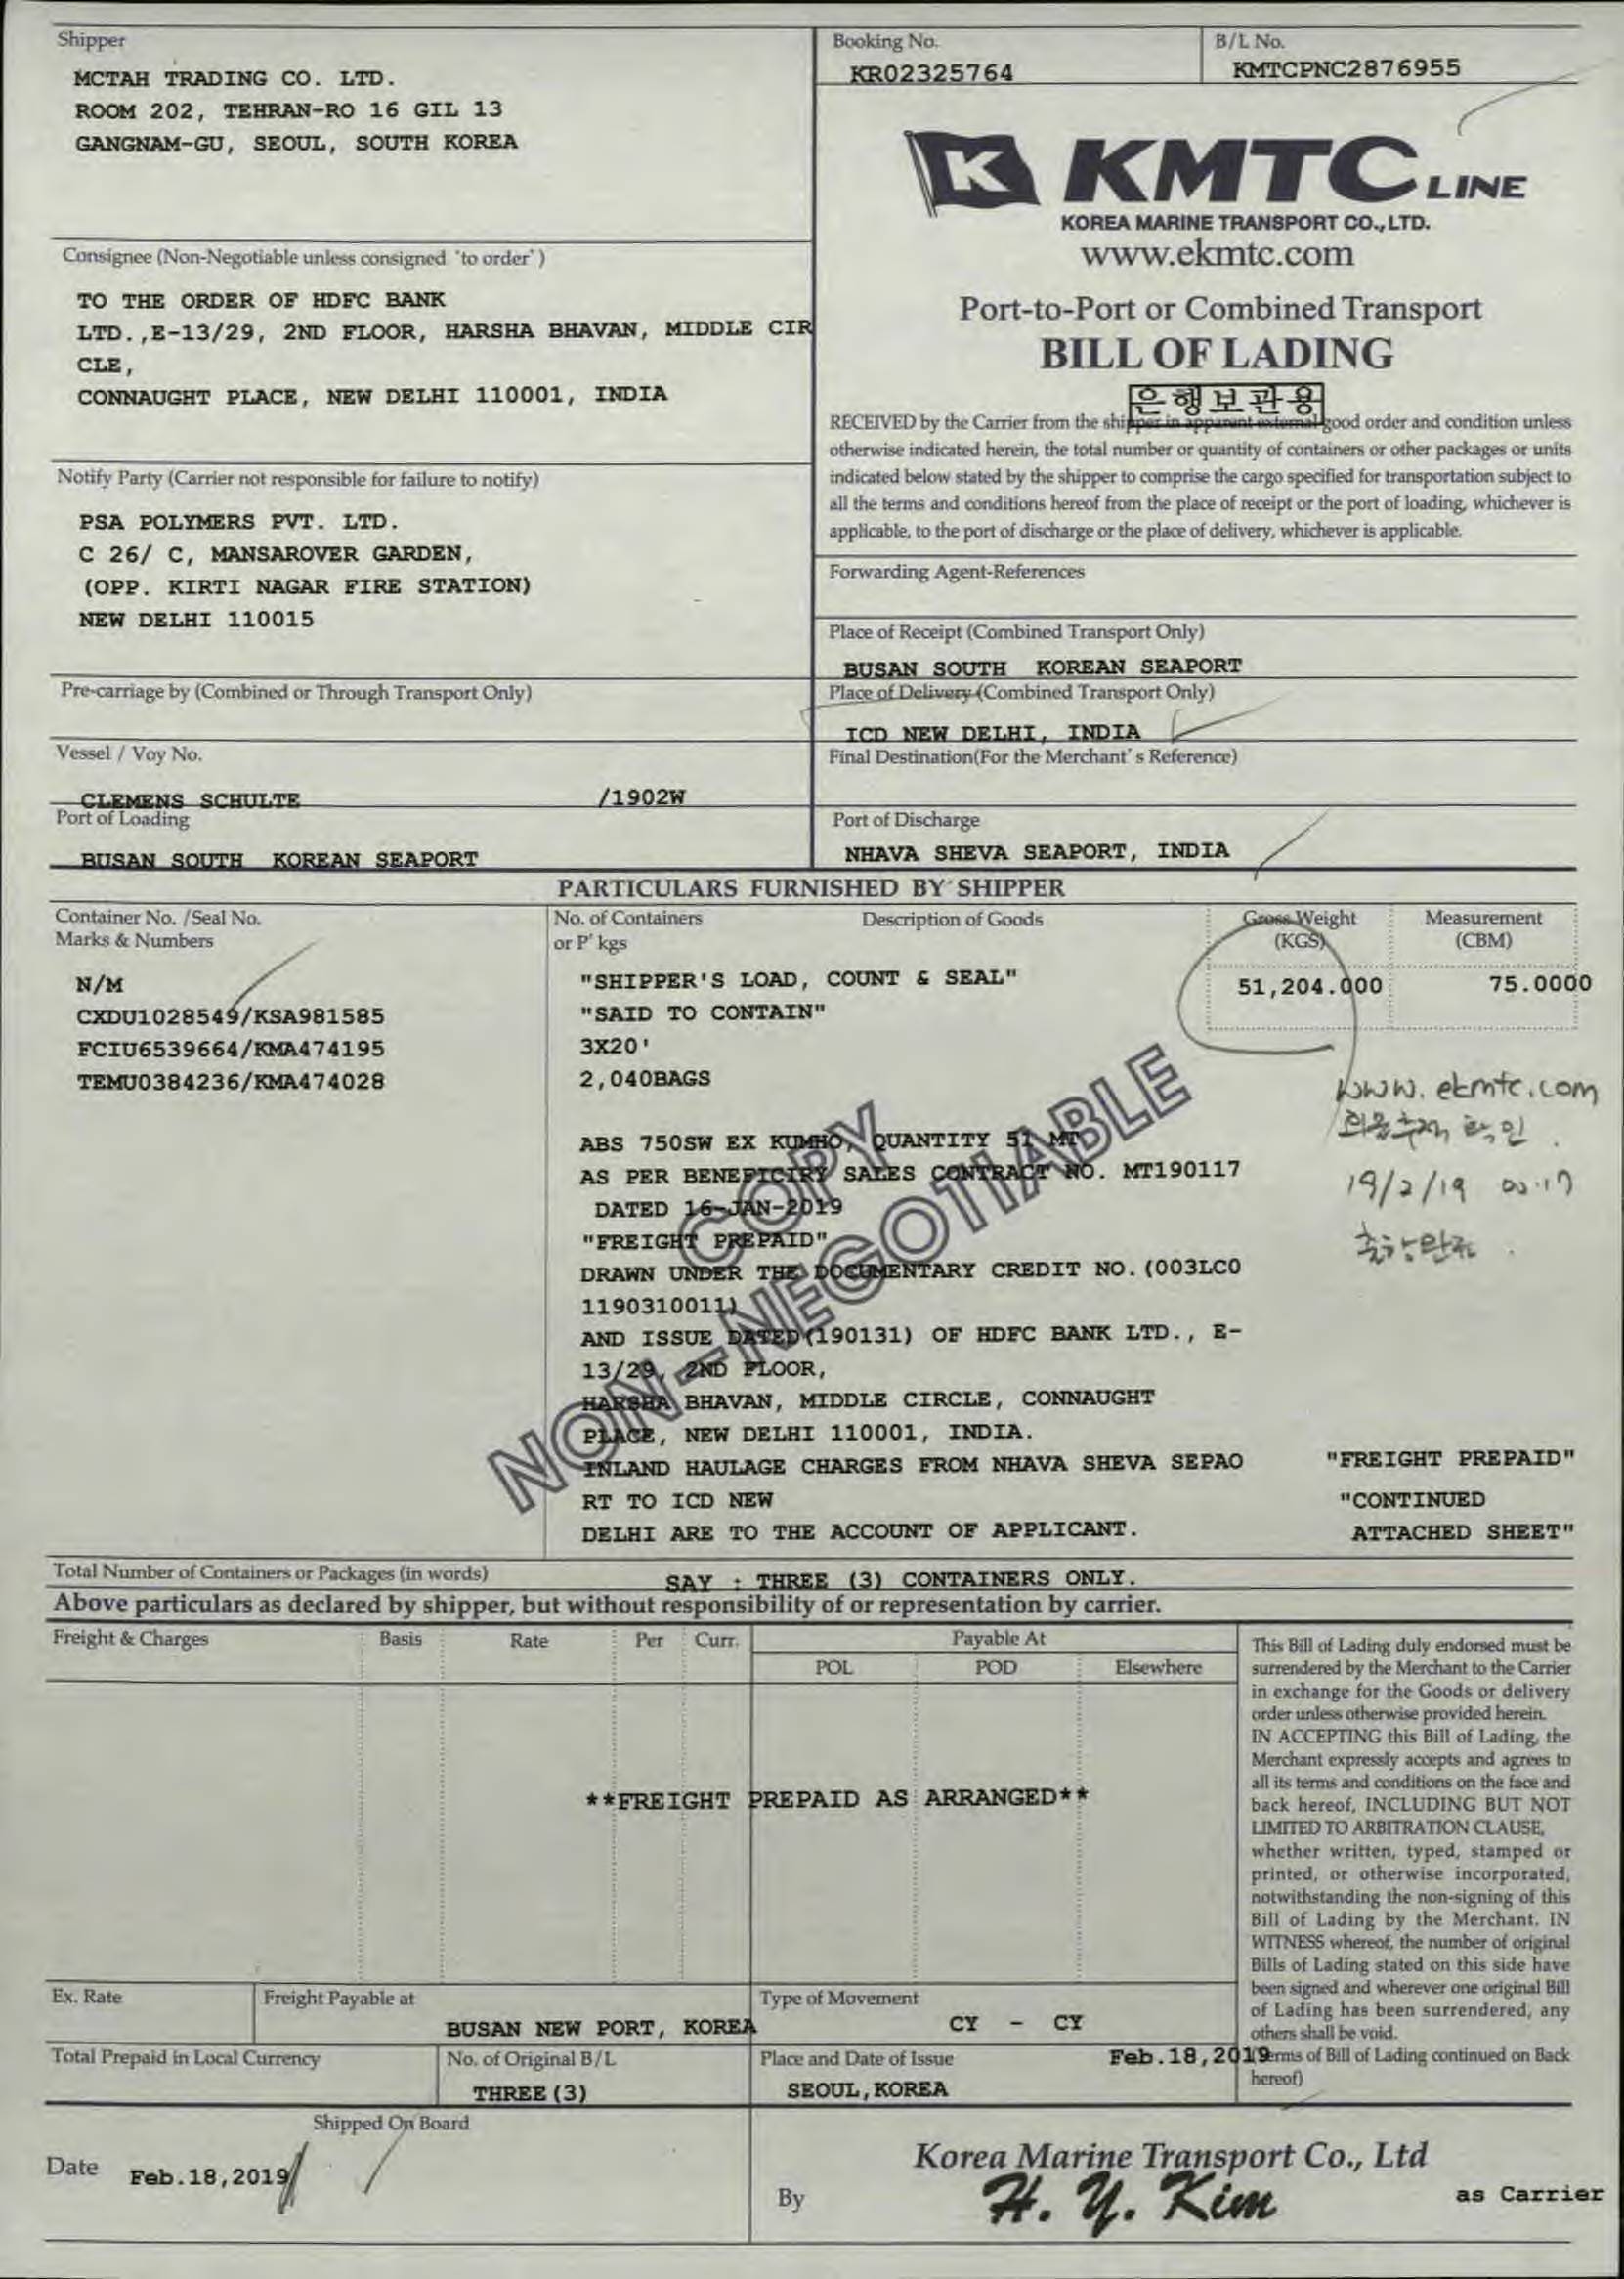 Shipper
MCTAH TRADING CO. LTD.
ROOM 202, TEHRAN-RO 16 GIL 13
GANGNAM-GU, SEOUL, SOUTH KOREA
Booking No.
KR02325764
B/L No.
KMTCPNC2876955
K KMTC LINE
KOREA MARINE TRANSPORT CO., LTD.
www.ekmtc.com
Port-to-Port or Combined Transport
BILL OF LADING
은행보관용
RECEIVED by the Carrier from the shipper in apparent external good order and condition unless
otherwise indicated herein, the total number or quantity of containers or other packages or units
indicated below stated by the shipper to comprise the cargo specified for transportation subject to
all the terms and conditions hereof from the place of receipt or the port of loading, whichever is
applicable, to the port of discharge or the place of delivery, whichever is applicable.
Consignee (Non-Negotiable unless consigned 'to order')
TO THE ORDER OF HDFC BANK
LTD.,E-13/29, 2ND FLOOR, HARSHA BHAVAN, MIDDLE CIR
CLE,
CONNAUGHT PLACE, NEW DELHI 110001, INDIA
Notify Party (Carrier not responsible for failure to notify)
PSA POLYMERS PVT. LTD.
C 26/ C, MANSAROVER GARDEN,
(OPP. KIRTI NAGAR FIRE STATION)
NEW DELHI 110015
Forwarding Agent-References
Place of Receipt (Combined Transport Only)
BUSAN SOUTH KOREAN SEAPORT
Pre-carriage by (Combined or Through Transport Only)
Place of Delivery (Combined Transport Only)
ICD NEW DELHI, INDIA
Vessel / Voy No.
CLEMENS SCHULTE /1902W
Final Destination(For the Merchant's Reference)
Port of Loading
BUSAN SOUTH KOREAN SEAPORT
Port of Discharge
NHAVA SHEVA SEAPORT, INDIA
PARTICULARS FURNISHED BY SHIPPER
Container No. /Seal No.
Marks & Numbers
No. of Containers
or P'kgs
Description of Goods
Gross Weight
(KGS)
Measurement
(CBM)
N/M
CXDU1028549/KSA981585
FCIU6539664/KMA474195
TEMU0384236/KMA474028
"SHIPPER'S LOAD, COUNT & SEAL"
"SAID TO CONTAIN"
3X20'
2,040BAGS
51,204.000
75.0000
www.ekmtc.com
화물추적 확인
19/2/19 00:17
출항완료
ABS 750SW EX KUMHO, QUANTITY 51 MT
AS PER BENEFICIRY SALES CONTRACT NO. MT190117
DATED 16-JAN-2019
"FREIGHT PREPAID"
DRAWN UNDER THE DOCUMENTARY CREDIT NO.(003LC0
1190310011)
AND ISSUE DATED(190131) OF HDFC BANK LTD., E-
13/29, 2ND FLOOR,
HARSHA BHAVAN, MIDDLE CIRCLE, CONNAUGHT
PLACE, NEW DELHI 110001, INDIA.
INLAND HAULAGE CHARGES FROM NHAVA SHEVA SEPAO
RT TO ICD NEW
DELHI ARE TO THE ACCOUNT OF APPLICANT.
"FREIGHT PREPAID"
"CONTINUED
ATTACHED SHEET"
COPY
NON-NEGOTIABLE
Total Number of Containers or Packages (in words)
SAY : THREE (3) CONTAINERS ONLY.
Above particulars as declared by shipper, but without responsibility of or representation by carrier.
Freight & Charges
Basis
Rate
Per
Curr.
Payable At
POL
POD
Elsewhere
**FREIGHT PREPAID AS ARRANGED**
This Bill of Lading duly endorsed must be
surrendered by the Merchant to the Carrier
in exchange for the Goods or delivery
order unless otherwise provided herein.
IN ACCEPTING this Bill of Lading, the
Merchant expressly accepts and agrees to
all its terms and conditions on the face and
back hereof, INCLUDING BUT NOT
LIMITED TO ARBITRATION CLAUSE,
whether written, typed, stamped or
printed, or otherwise incorporated,
notwithstanding the non-signing of this
Bill of Lading by the Merchant. IN
WITNESS whereof, the number of original
Bills of Lading stated on this side have
been signed and wherever one original Bill
of Lading has been surrendered, any
others shall be void.
(Terms of Bill of Lading continued on Back
hereof)
Ex. Rate
Freight Payable at
BUSAN NEW PORT, KOREA
Type of Movement
CY - CY
Total Prepaid in Local Currency
No. of Original B/L
THREE(3)
Place and Date of Issue
Feb.18,2019
SEOUL,KOREA
Shipped On Board
Date
Feb.18,2019
Korea Marine Transport Co., Ltd
By
H. Y. Kim
as Carrier